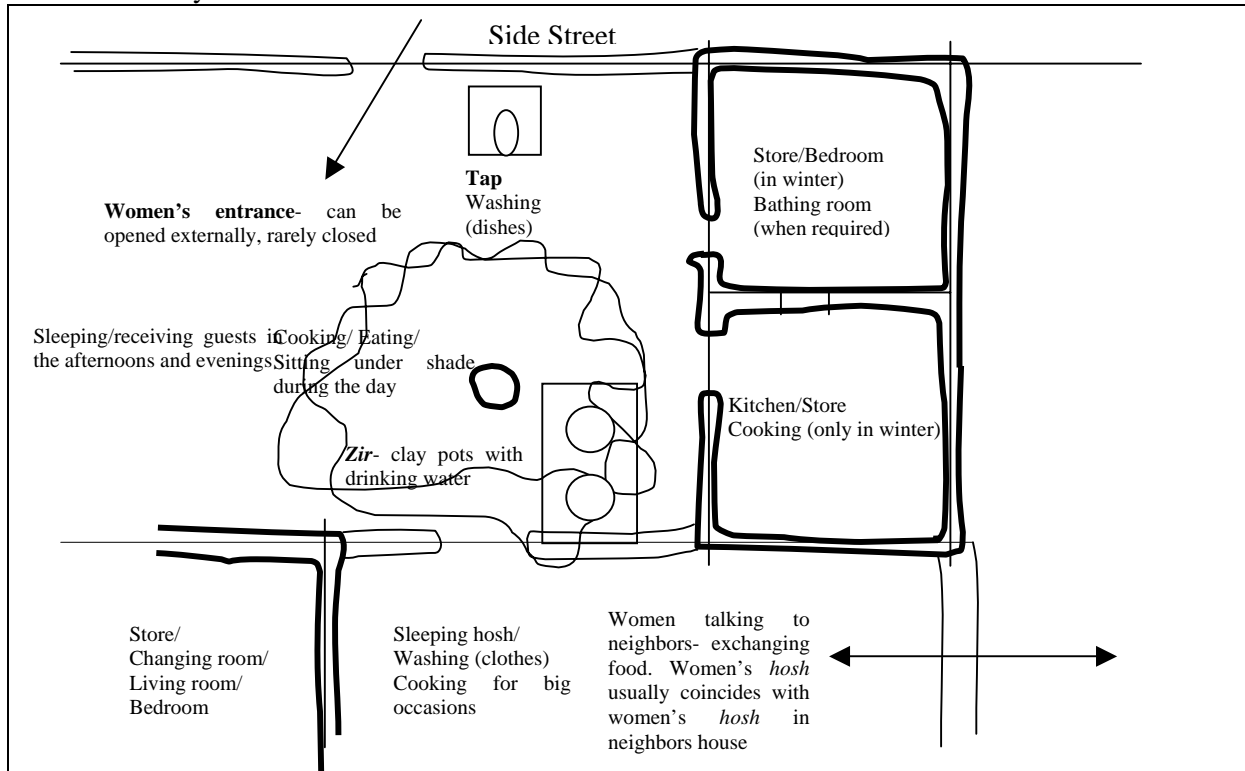 Side Street
Store/Bedroom
(in winter)
Bathing room
(when required)
Tap
Washing
(dishes)
Women's entrance- can be
opened externally, rarely closed
Sleeping/receiving guests in
the afternoons and evenings
Cooking/ Eating/
Sitting under shade
during the day
Kitchen/Store
Cooking (only in winter)
Zir- clay pots with
drinking water
Store/
Changing room/
Living room/
Bedroom
Sleeping hosh/
Washing (clothes)
Cooking for big
occasions
Women talking to
neighbors- exchanging
food. Women's hosh
usually coincides with
women's hosh in
neighbors house